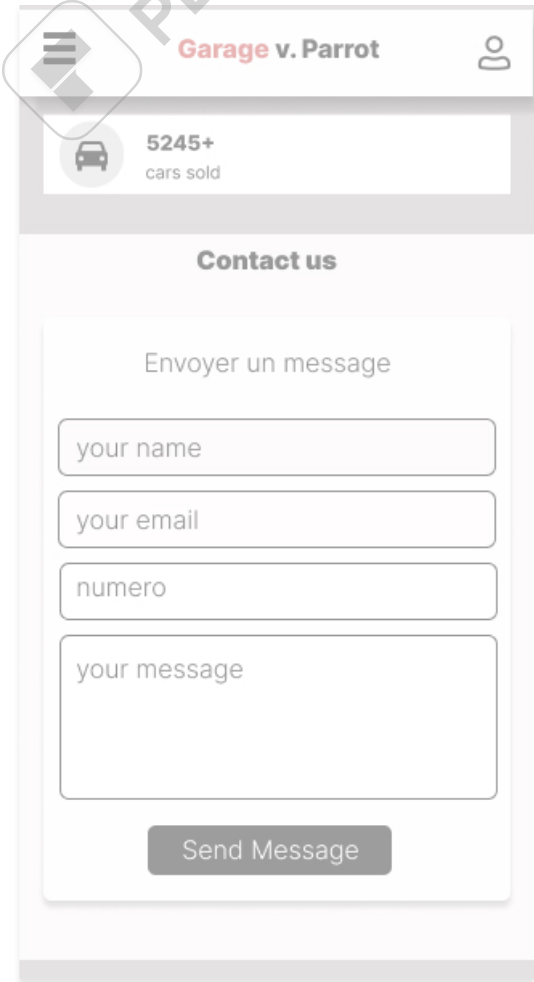 Garage v. Parrot
5245+
cars sold
Contact us
Envoyer un message
your name
your email
numero
your message
Send Message